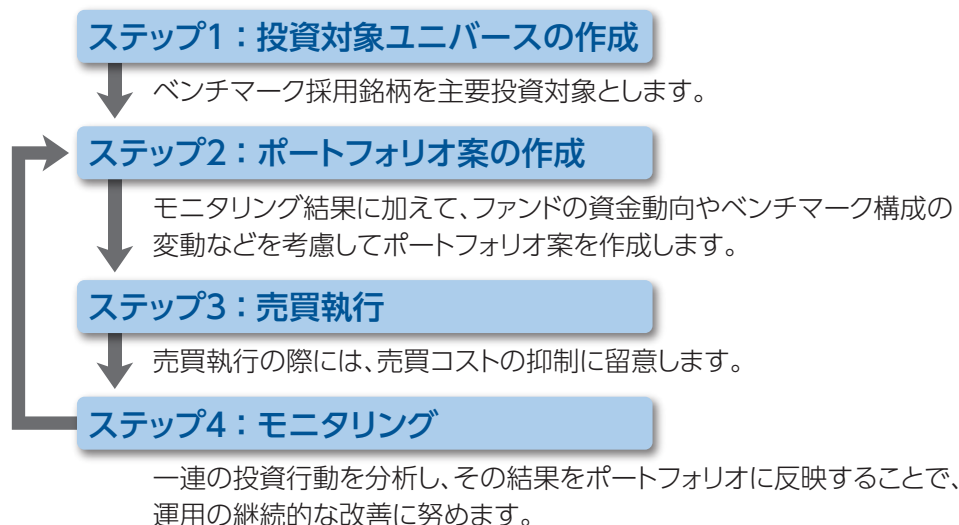 ステップ1：投資対象ユニバースの作成
ベンチマーク採用銘柄を主要投資対象とします。
ステップ2：ポートフォリオ案の作成
モニタリング結果に加えて、ファンドの資金動向やベンチマーク構成の
変動などを考慮してポートフォリオ案を作成します。
ステップ3：売買執行
売買執行の際には、売買コストの抑制に留意します。
ステップ4：モニタリング
一連の投資行動を分析し、その結果をポートフォリオに反映することで、
運用の継続的な改善に努めます。